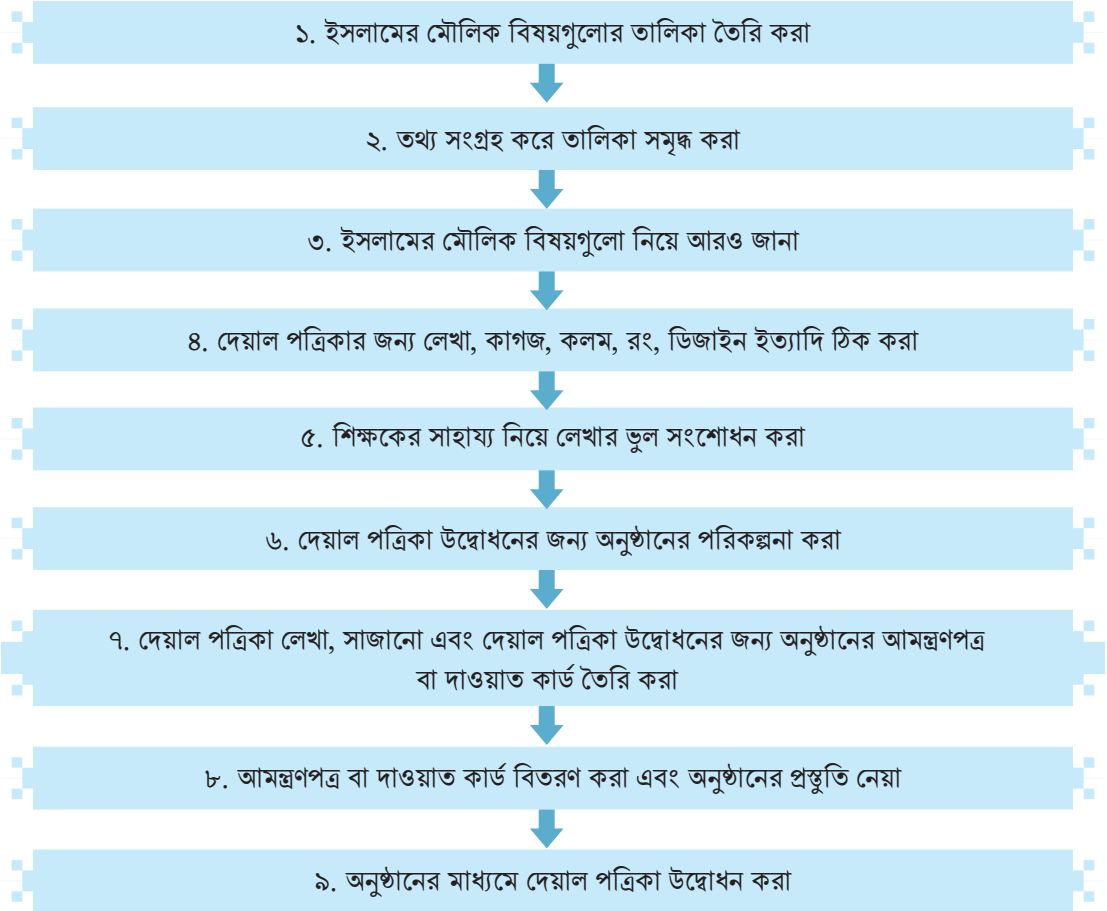 ১. ইসলামের মৌলিক বিষয়গুলোর তালিকা তৈরি করা
২. তথ্য সংগ্রহ করে তালিকা সমৃদ্ধ করা
৩. ইসলামের মৌলিক বিষয়গুলো নিয়ে আরও জানা
৪. দেয়াল পত্রিকার জন্য লেখা, কাগজ, কলম, রং, ডিজাইন ইত্যাদি ঠিক করা
৫. শিক্ষকের সাহায্য নিয়ে লেখার ভুল সংশোধন করা
৬. দেয়াল পত্রিকা উদ্বোধনের জন্য অনুষ্ঠানের পরিকল্পনা করা
৭. দেয়াল পত্রিকা লেখা, সাজানো এবং দেয়াল পত্রিকা উদ্বোধনের জন্য অনুষ্ঠানের আমন্ত্রণপত্র
বা দাওয়াত কার্ড তৈরি করা
৮. আমন্ত্রণপত্র বা দাওয়াত কার্ড বিতরণ করা এবং অনুষ্ঠানের প্রস্তুতি নেয়া
৯. অনুষ্ঠানের মাধ্যমে দেয়াল পত্রিকা উদ্বোধন করা